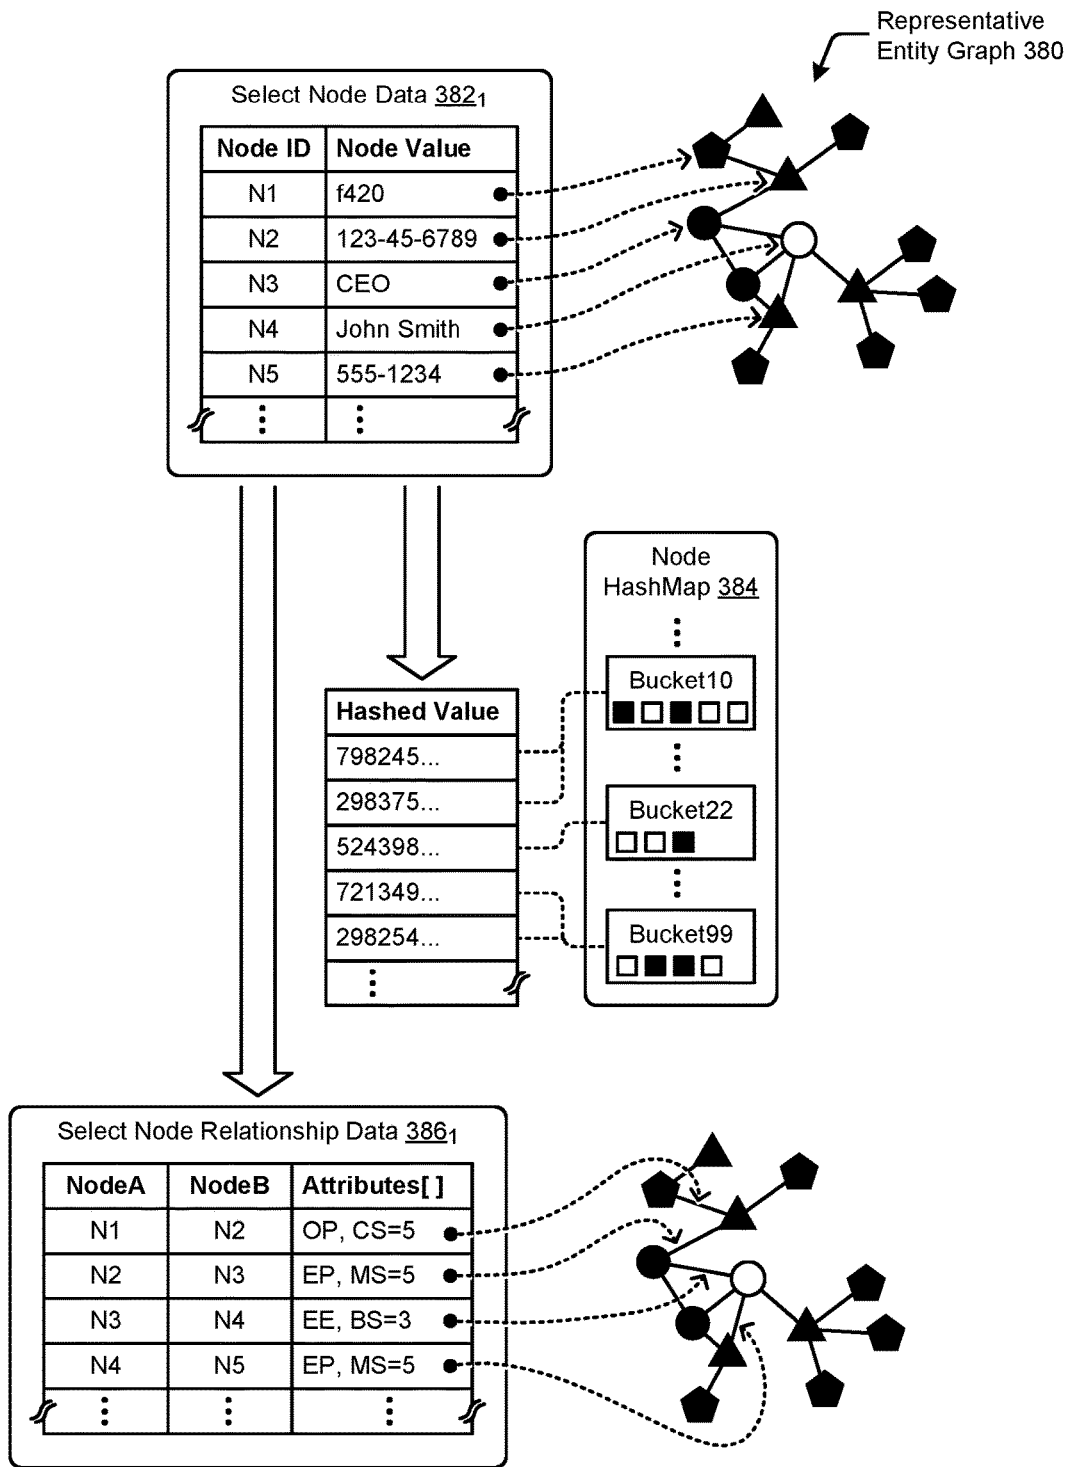 Representative
Entity Graph 380
Select Node Data 382₁
Node ID Node Value
N1 f420
N2 123-45-6789
N3 CEO
N4 John Smith
N5 555-1234
Node
HashMap 384
Bucket10
Bucket22
Bucket99
Hashed Value
798245...
298375...
524398...
721349...
298254...
Select Node Relationship Data 386₁
NodeA NodeB Attributes[ ]
N1 N2 OP, CS=5
N2 N3 EP, MS=5
N3 N4 EE, BS=3
N4 N5 EP, MS=5